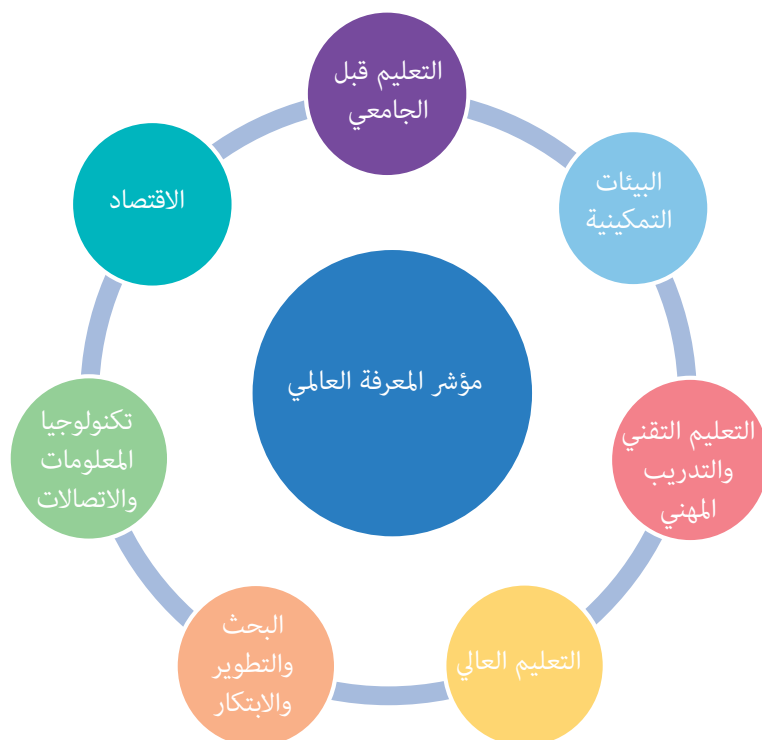 التعليم قبل
الجامعي
البيئات
التمكينية
التعليم التقني
والتدريب
المهني
التعليم العالي
البحث
والتطوير
والابتكار
تكنولوجيا
المعلومات
والاتصالات
الاقتصاد
مؤشر المعرفة العالمي